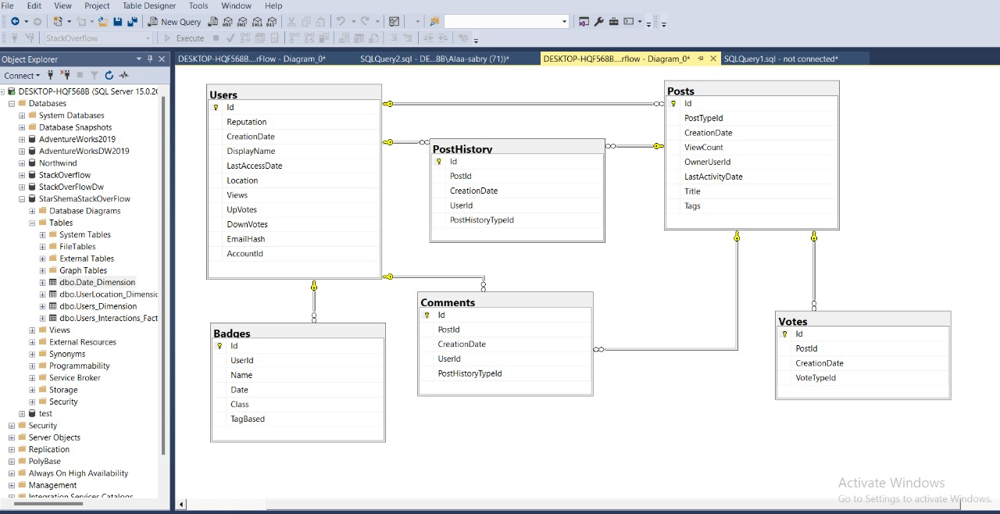 File Edit View Project Table Designer Tools Window Help
New Query
MDX DMX XMLA DAX
StackOverflow Execute
Object Explorer
DESKTOP-HQF568B....rFlow - Diagram_0* SQLQuery2.sql - DE...8B\Alaa-sabry (71))* DESKTOP-HQF568B....rflow - Diagram_0* SQLQuery1.sql - not connected*
Connect
DESKTOP-HQF568B (SQL Server 15.0.20
Databases
System Databases
Database Snapshots
AdventureWorks2019
AdventureWorksDW2019
Northwind
StackOverflow
StackOverFlowDw
StarShemaStackOverFlow
Database Diagrams
Tables
System Tables
FileTables
External Tables
Graph Tables
dbo.Date_Dimension
dbo.UserLocation_Dimensic
dbo.Users_Dimension
dbo.Users_Interactions_Fact
Views
External Resources
Synonyms
Programmability
Service Broker
Storage
Security
test
Security
Server Objects
Replication
PolyBase
Always On High Availability
Management
Integration Services Catalogs
Users
Id
Reputation
CreationDate
DisplayName
LastAccessDate
Location
Views
UpVotes
DownVotes
EmailHash
AccountId
PostHistory
Id
PostId
CreationDate
UserId
PostHistoryTypeId
Posts
Id
PostTypeId
CreationDate
ViewCount
OwnerUserId
LastActivityDate
Title
Tags
Badges
Id
UserId
Name
Date
Class
TagBased
Comments
Id
PostId
CreationDate
UserId
PostHistoryTypeId
Votes
Id
PostId
CreationDate
VoteTypeId
Activate Windows
Go to Settings to activate Windows.